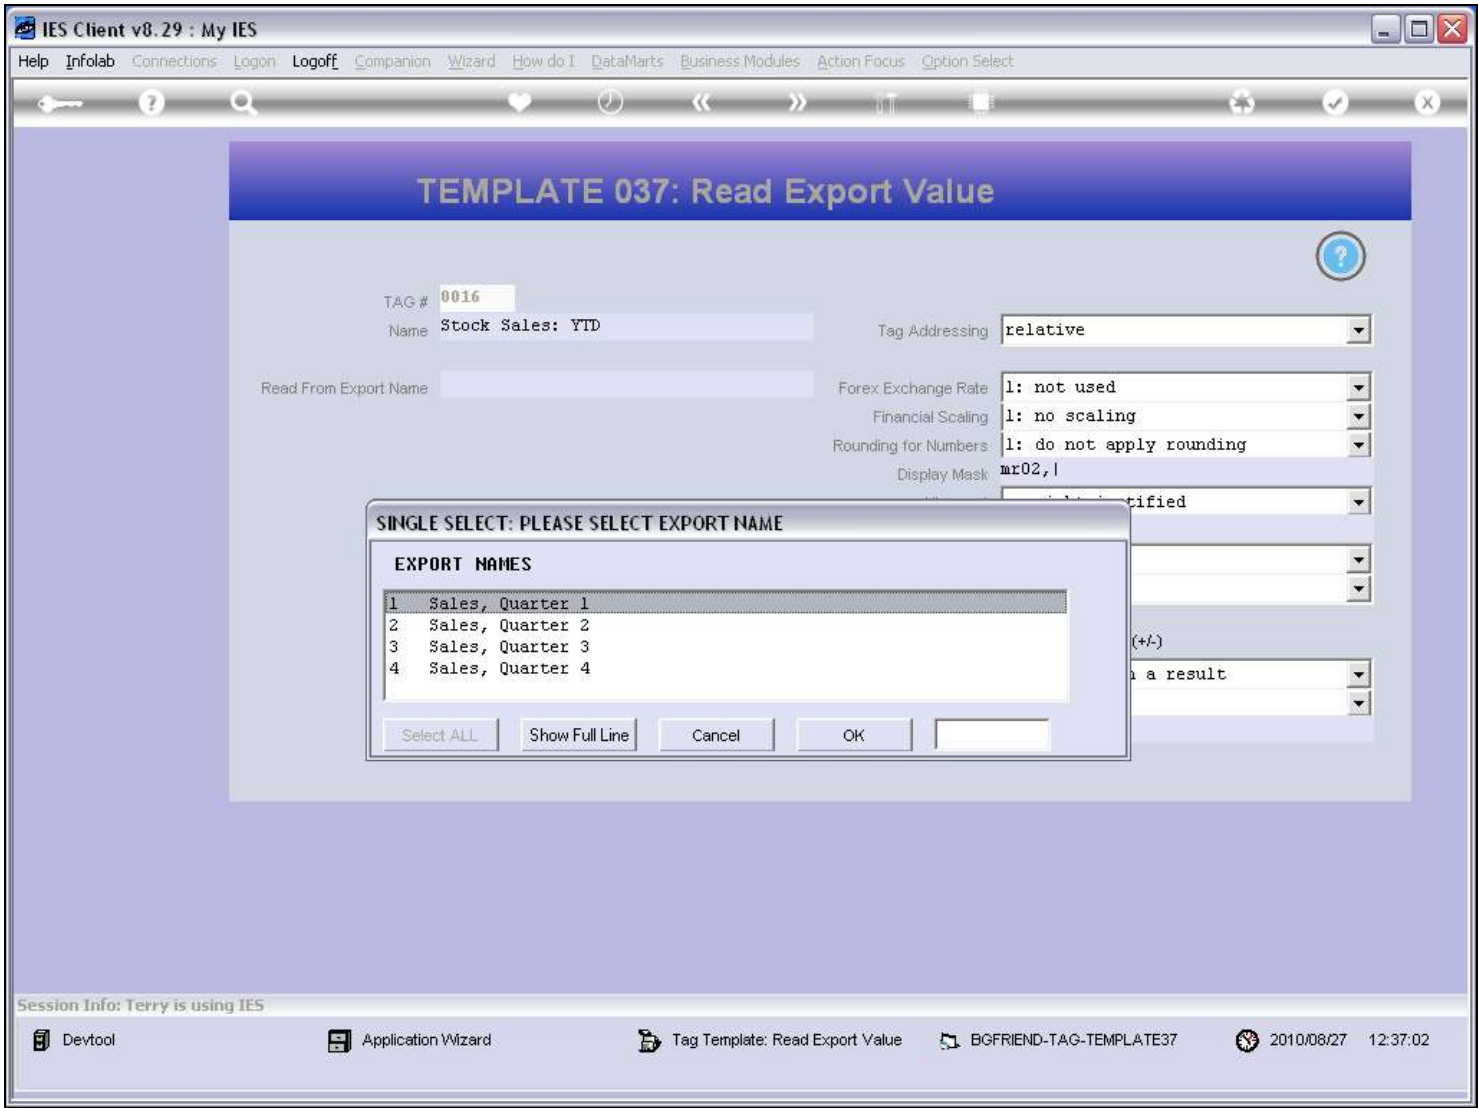 IES Client v8.29 : My IES
Help Infolab Connections Logon Logoff Companion Wizard How do I DataMarts Business Modules Action Focus Option Select
TEMPLATE 037: Read Export Value
TAG # 0016
Name Stock Sales: YTD
Tag Addressing relative
Read From Export Name
Forex Exchange Rate 1: not used
Financial Scaling 1: no scaling
Rounding for Numbers 1: do not apply rounding
Display Mask mr02,|
tified
SINGLE SELECT: PLEASE SELECT EXPORT NAME
EXPORT NAMES
1 Sales, Quarter 1
2 Sales, Quarter 2
3 Sales, Quarter 3
4 Sales, Quarter 4
(+/-)
a result
Select ALL Show Full Line Cancel OK
Session Info: Terry is using IES
Devtool Application Wizard Tag Template: Read Export Value BGFRIEND-TAG-TEMPLATE37 2010/08/27 12:37:02